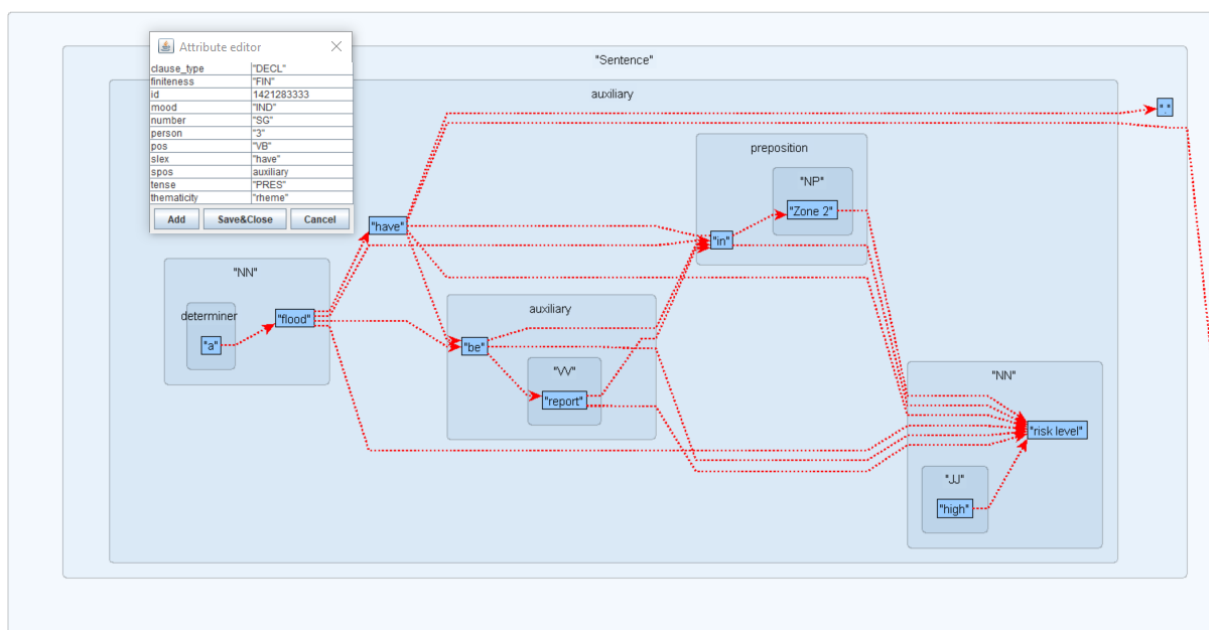 Attribute editor
clause_type "DECL"
finiteness "FIN"
id 1421283333
mood "IND"
number "SG"
person "3"
pos "VB"
slex "have"
spos auxiliary
tense "PRES"
thematicity "rheme"
Add Save&Close Cancel
"Sentence"
auxiliary
"."
preposition
"NP"
"Zone 2"
"have"
"in"
"NN"
determiner
"flood"
"a"
auxiliary
"be"
"VV"
"report"
"NN"
"risk level"
"JJ"
"high"